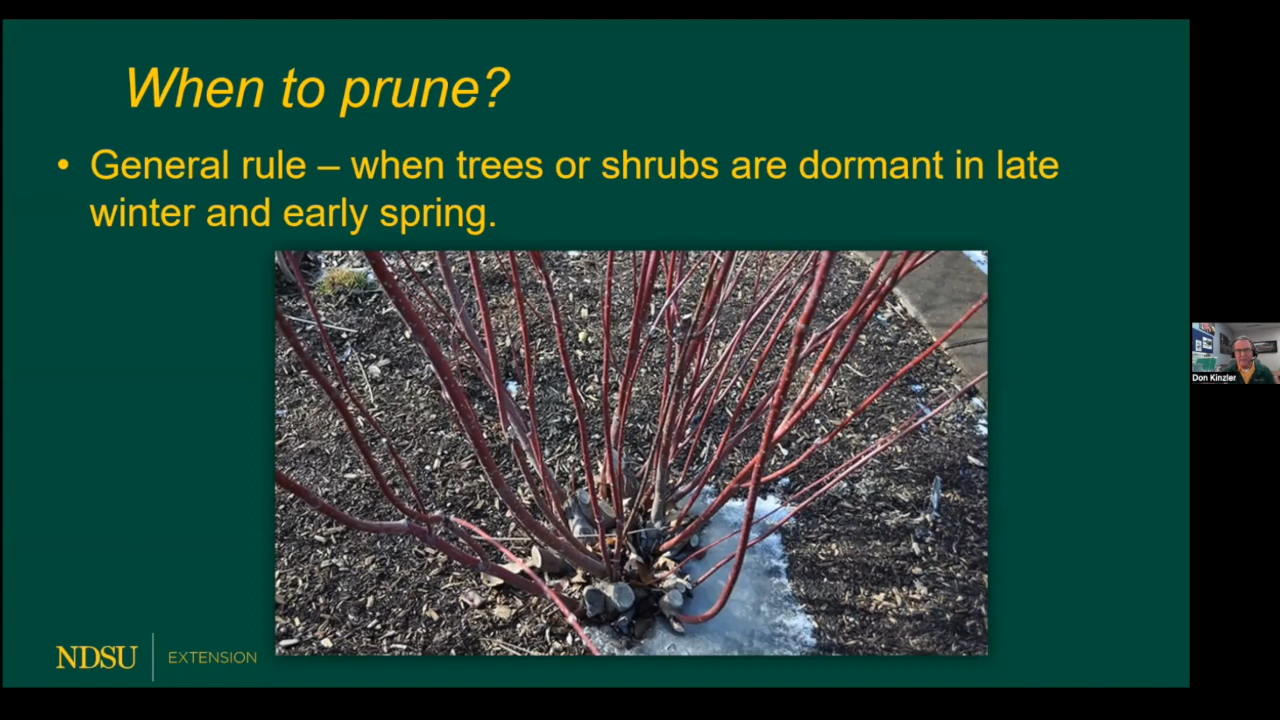 When to prune?
• General rule – when trees or shrubs are dormant in late
winter and early spring.
NDSU EXTENSION
Don Kinzler